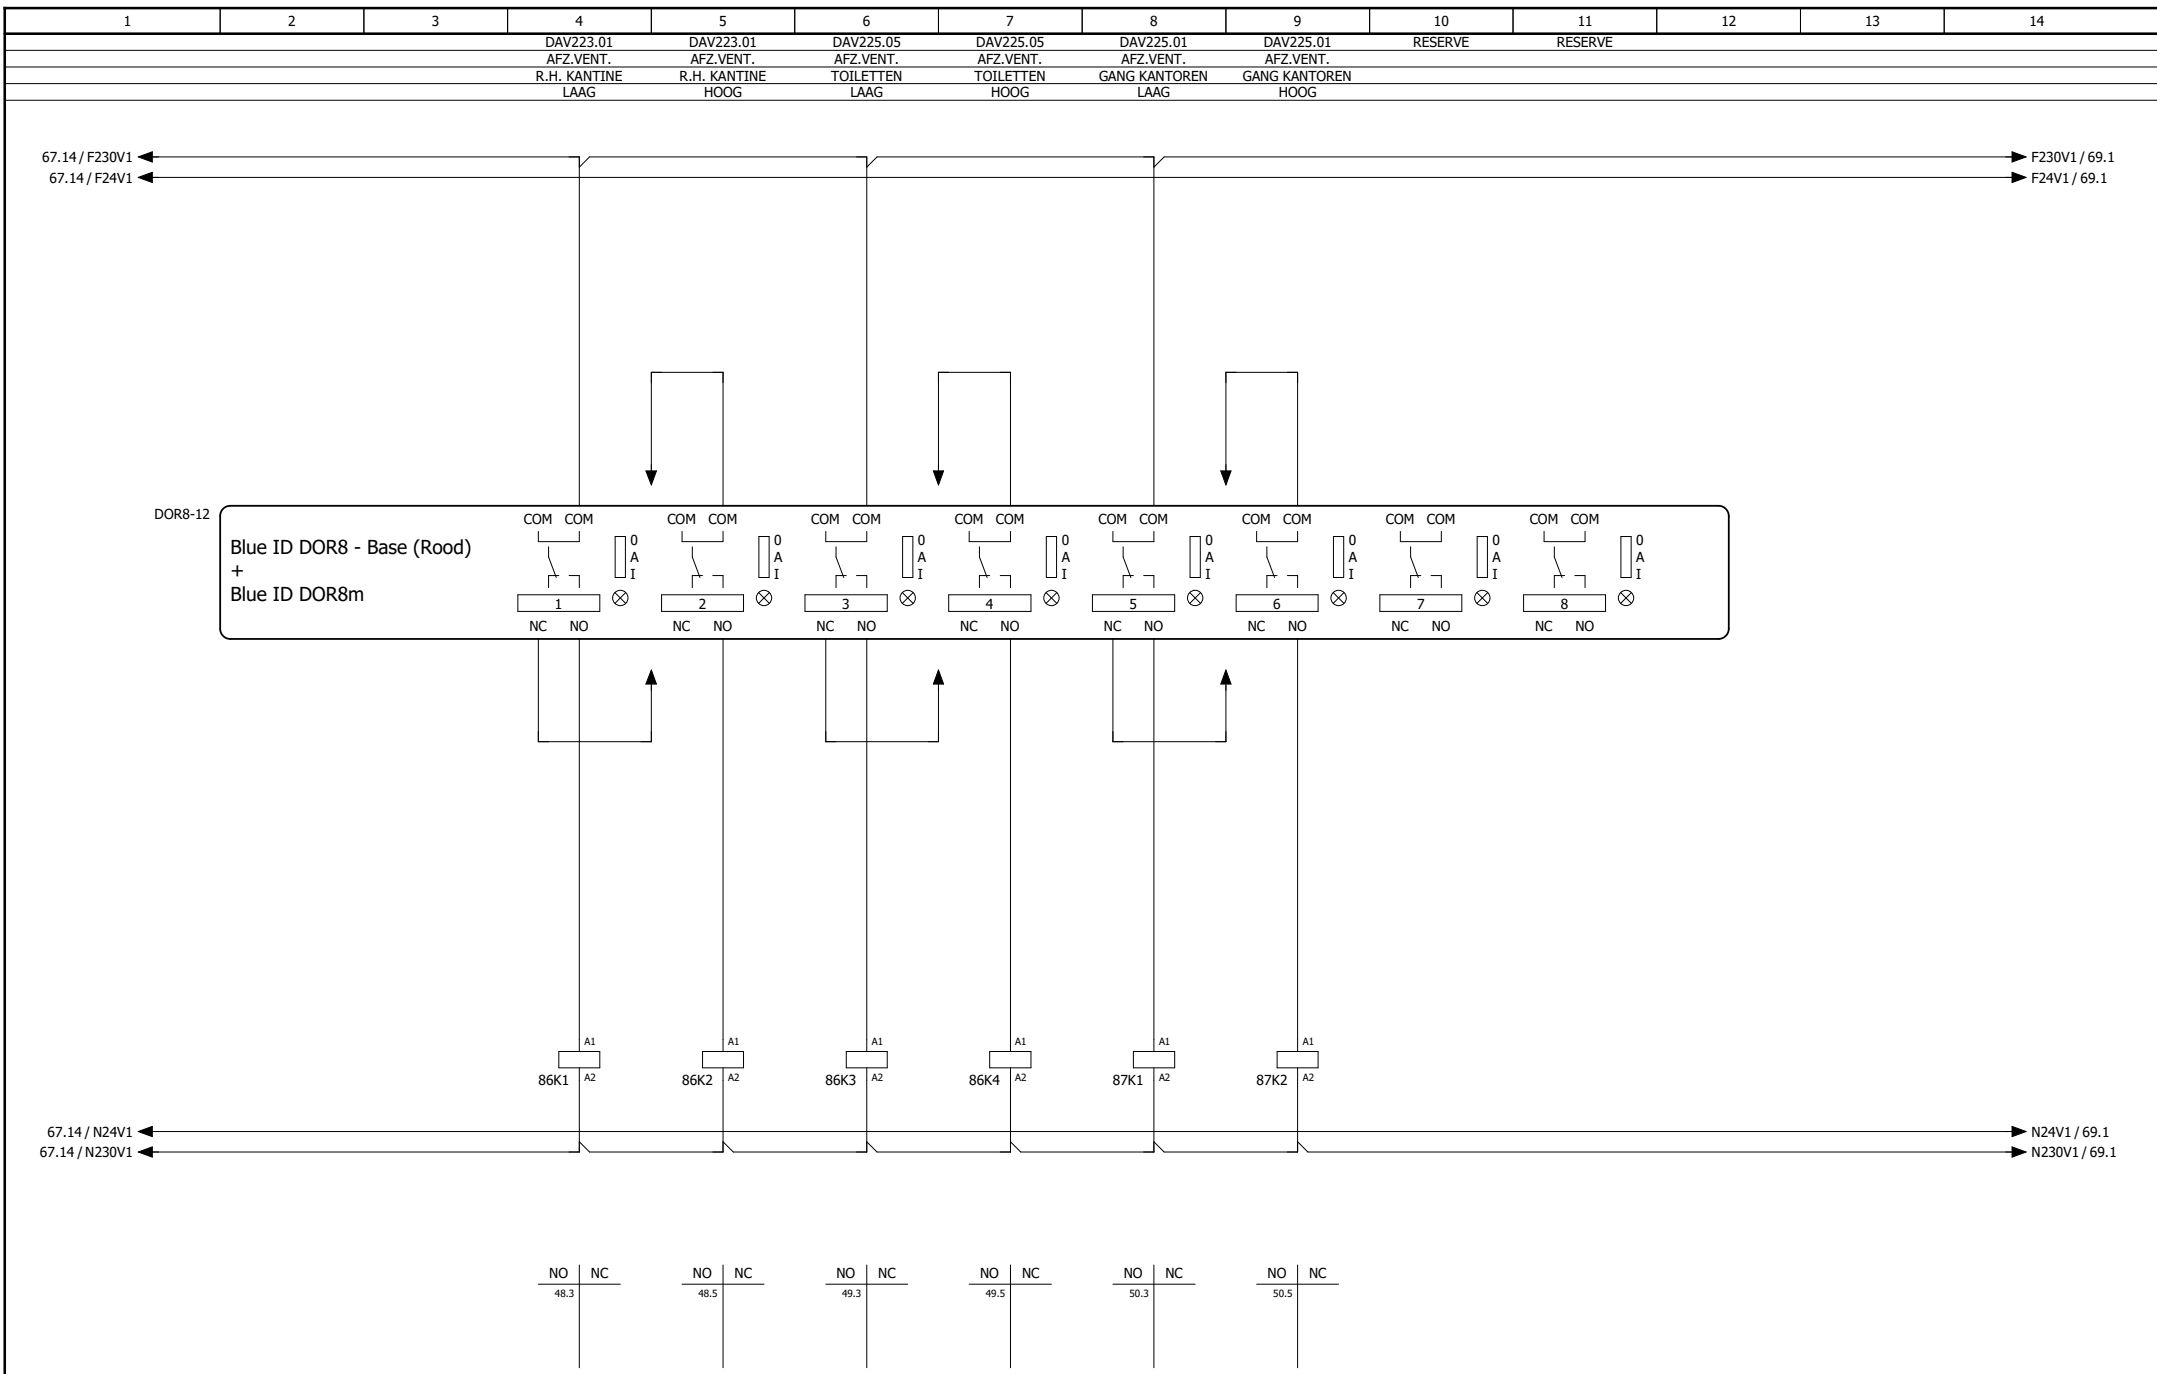 1 2 3 4 5 6 7 8 9 10 11 12 13 14
DAV223.01 DAV223.01 DAV225.05 DAV225.05 DAV225.01 DAV225.01 RESERVE RESERVE
AFZ.VENT. AFZ.VENT. AFZ.VENT. AFZ.VENT. AFZ.VENT. AFZ.VENT.
R.H. KANTINE R.H. KANTINE TOILETTEN TOILETTEN GANG KANTOREN GANG KANTOREN
LAAG HOOG LAAG HOOG LAAG HOOG
67.14 / F230V1 F230V1 / 69.1
67.14 / F24V1 F24V1 / 69.1
DOR8-12
COM COM COM COM COM COM COM COM COM COM COM COM COM COM COM COM
Blue ID DOR8 - Base (Rood)
+
Blue ID DOR8m
0 0 0 0 0 0 0 0
A A A A A A A A
I I I I I I I I
1 2 3 4 5 6 7 8
NC NO NC NO NC NO NC NO NC NO NC NO NC NO NC NO
A1 A1 A1 A1 A1 A1
86K1 A2 86K2 A2 86K3 A2 86K4 A2 87K1 A2 87K2 A2
67.14 / N24V1 N24V1 / 69.1
67.14 / N230V1 N230V1 / 69.1
NO NC NO NC NO NC NO NC NO NC NO NC
48.3 48.5 49.3 49.5 50.3 50.5